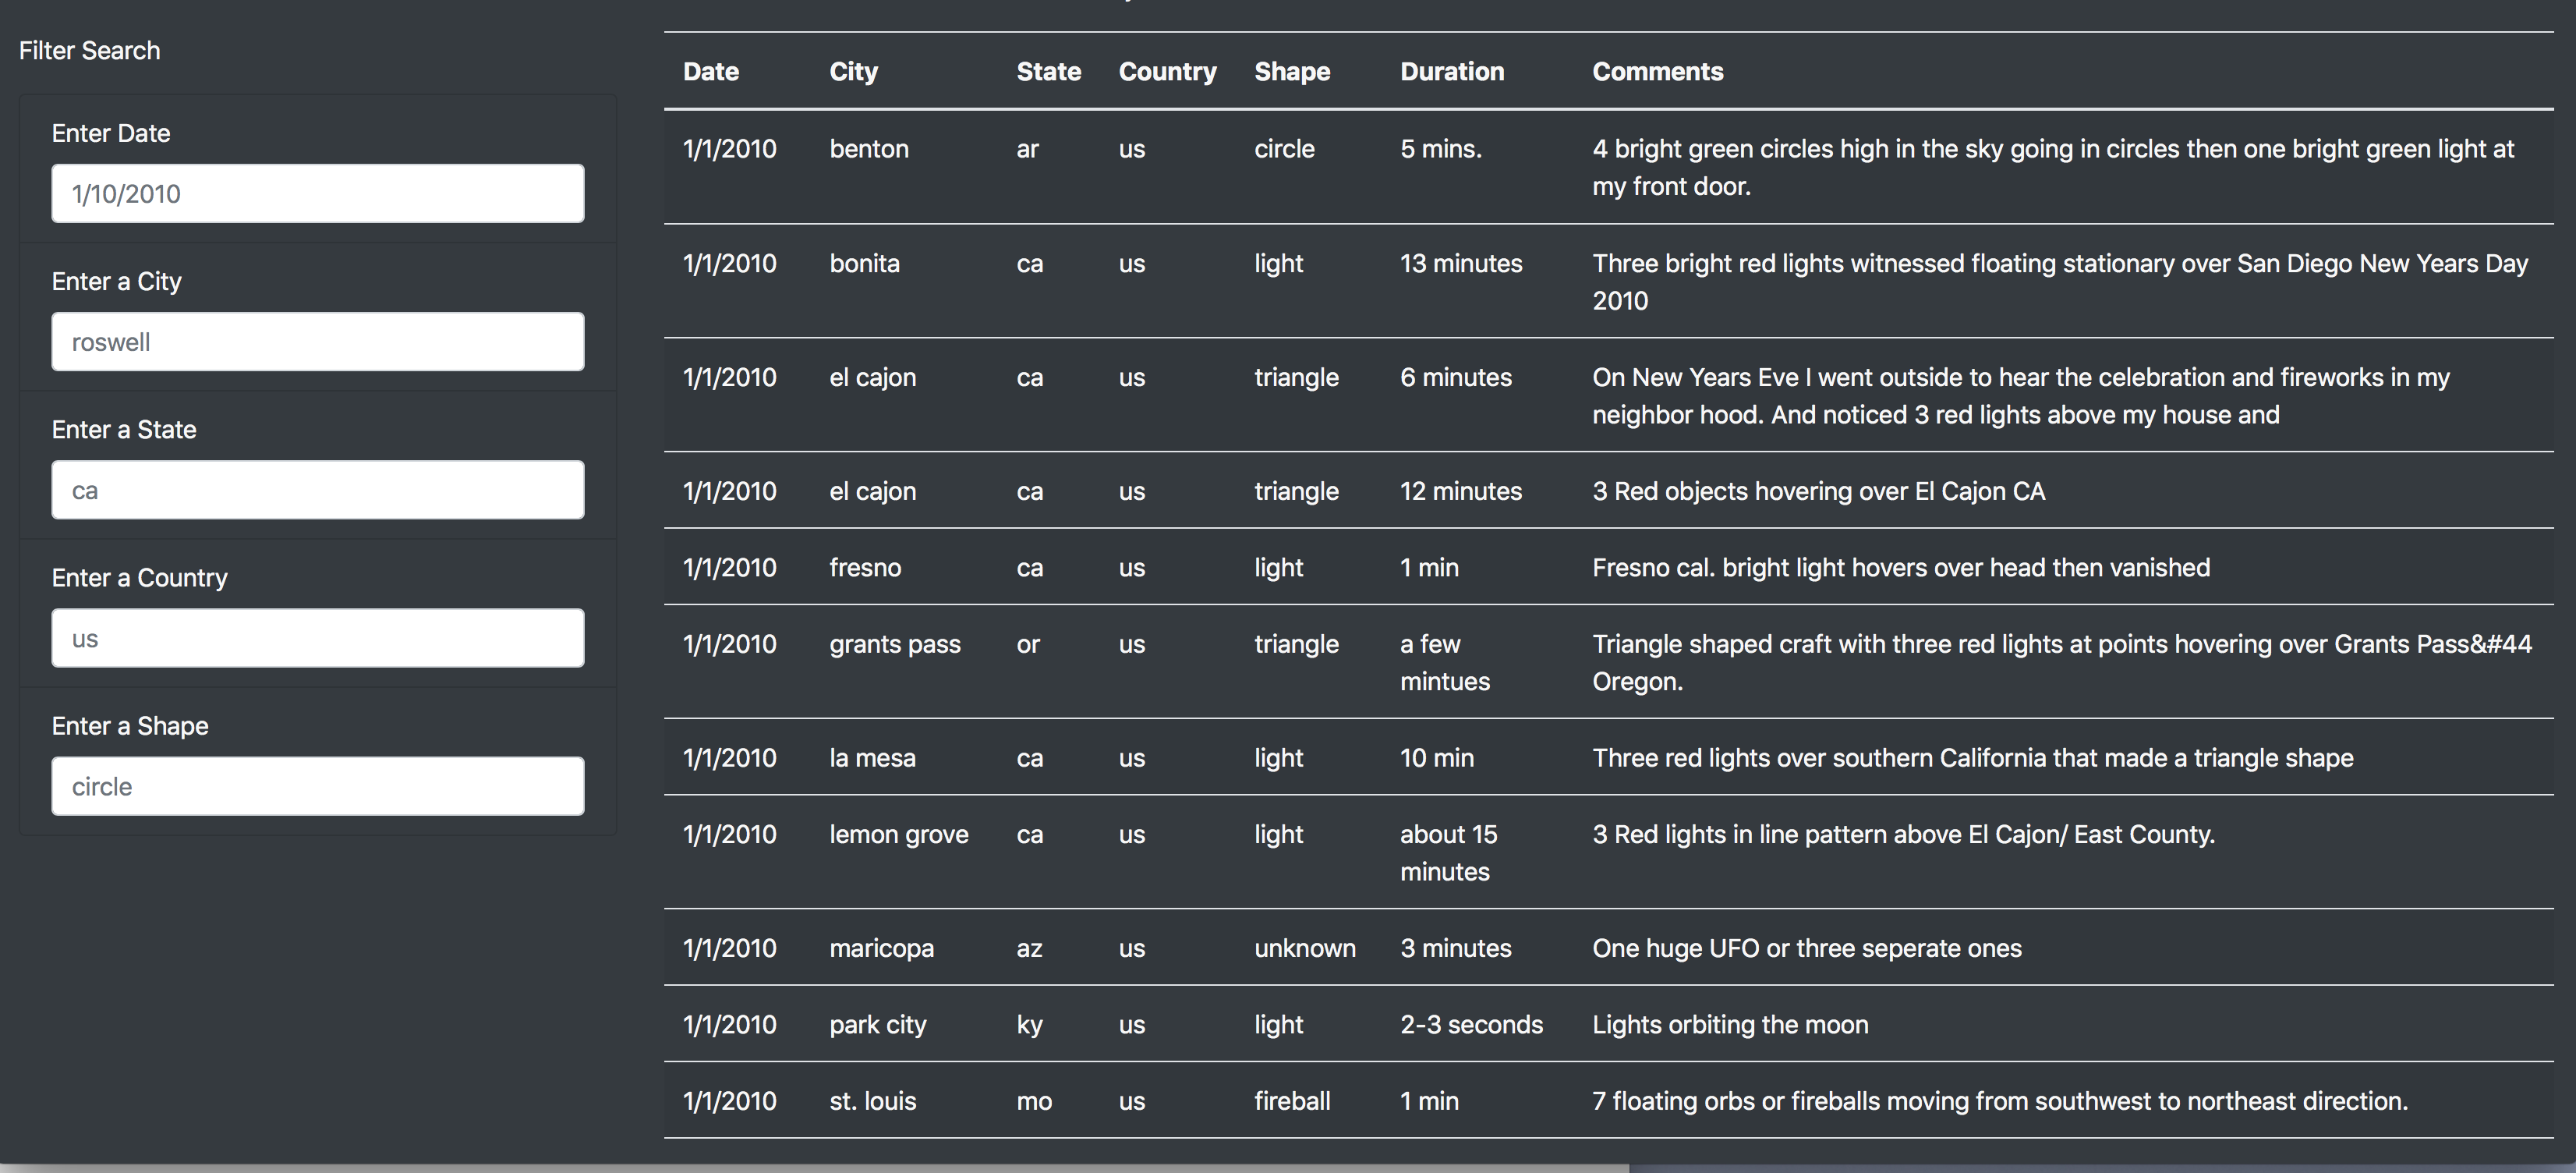 Filter Search
Enter Date
1/10/2010
Enter a City
roswell
Enter a State
ca
Enter a Country
us
Enter a Shape
circle
Date City State Country Shape Duration Comments
1/1/2010 benton ar us circle 5 mins. 4 bright green circles high in the sky going in circles then one bright green light at
my front door.
1/1/2010 bonita ca us light 13 minutes Three bright red lights witnessed floating stationary over San Diego New Years Day
2010
1/1/2010 el cajon ca us triangle 6 minutes On New Years Eve I went outside to hear the celebration and fireworks in my
neighbor hood. And noticed 3 red lights above my house and
1/1/2010 el cajon ca us triangle 12 minutes 3 Red objects hovering over El Cajon CA
1/1/2010 fresno ca us light 1 min Fresno cal. bright light hovers over head then vanished
1/1/2010 grants pass or us triangle a few Triangle shaped craft with three red lights at points hovering over Grants Pass&#44
mintues Oregon.
1/1/2010 la mesa ca us light 10 min Three red lights over southern California that made a triangle shape
1/1/2010 lemon grove ca us light about 15 3 Red lights in line pattern above El Cajon/ East County.
minutes
1/1/2010 maricopa az us unknown 3 minutes One huge UFO or three seperate ones
1/1/2010 park city ky us light 2-3 seconds Lights orbiting the moon
1/1/2010 st. louis mo us fireball 1 min 7 floating orbs or fireballs moving from southwest to northeast direction.